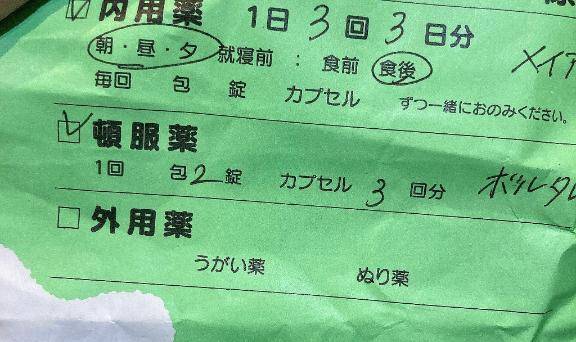 ☑ 内用薬 1日 3 回 3 日分
朝・昼・夕 就寝前 : 食前 食後 メイア
毎回 包 錠 カプセル ずつ一緒におのみください。
☑ 頓服薬
1回 包 2 錠 カプセル 3 回分 ボルタレ
☐ 外用薬
うがい薬 ぬり薬